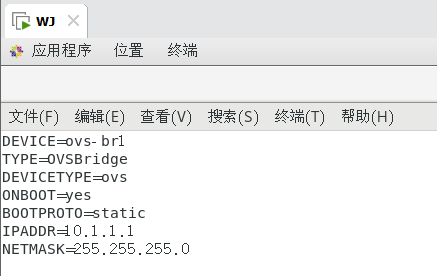 WJ
应用程序 位置 终端
文件(F) 编辑(E) 查看(V) 搜索(S) 终端(T) 帮助(H)
DEVICE=ovs-br1
TYPE=OVSBridge
DEVICETYPE=ovs
ONBOOT=yes
BOOTPROTO=static
IPADDR=10.1.1.1
NETMASK=255.255.255.0